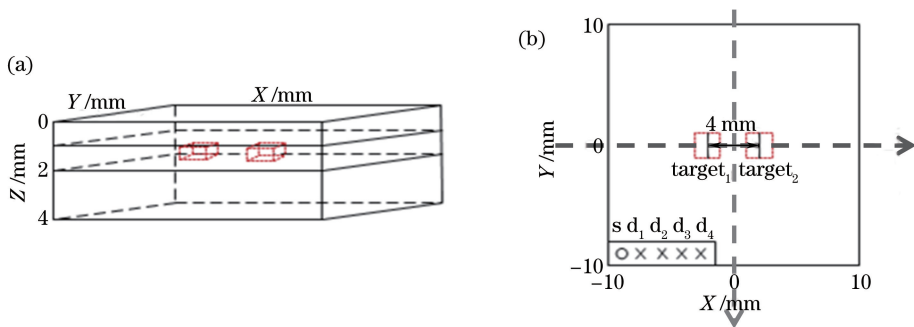 (a)
Y /mm
X /mm
0
2
4
Z /mm
(b)
10
0
-10
Y /mm
4 mm
target₁ target₂
s d₁ d₂ d₃ d₄
-10 0 10
X /mm